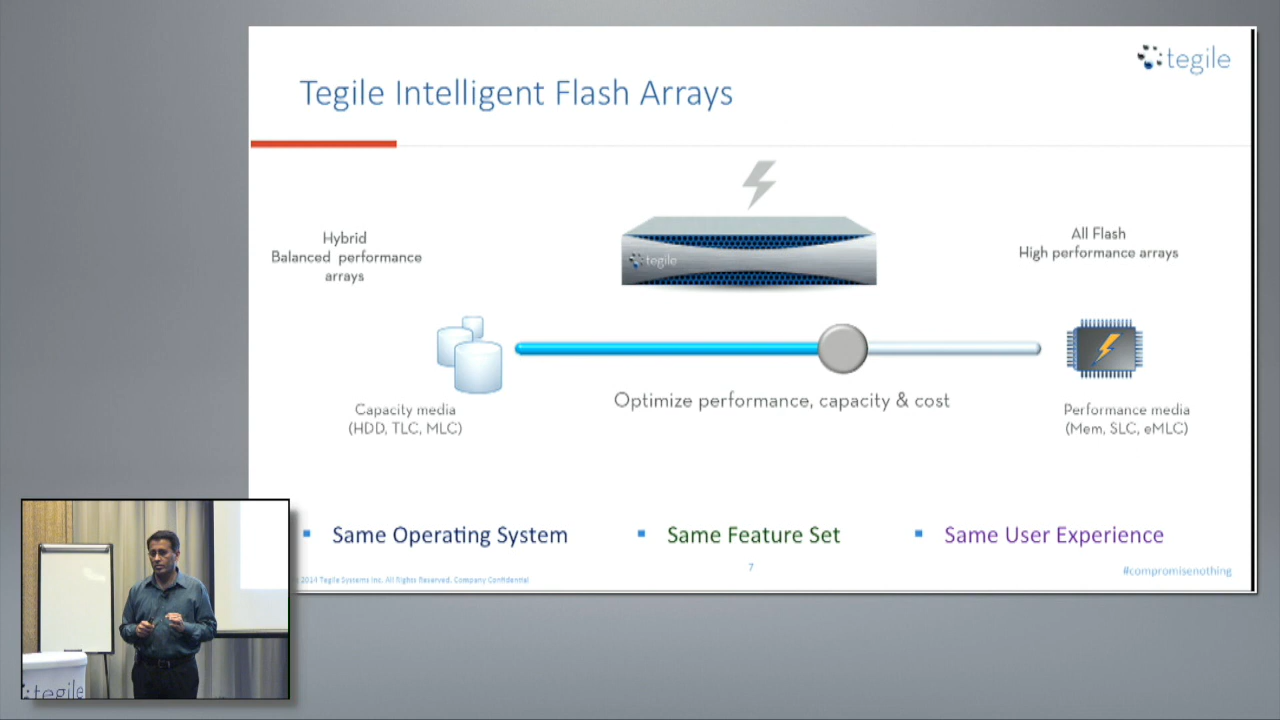 tegile
Tegile Intelligent Flash Arrays
Hybrid
Balanced performance
arrays
tegile
All Flash
High performance arrays
Optimize performance, capacity & cost
Capacity media
(HDD, TLC, MLC)
Performance media
(Mem, SLC, eMLC)
▪ Same Operating System
▪ Same Feature Set
▪ Same User Experience
2014 Tegile Systems Inc. All Rights Reserved. Company Confidential
7
#compromisenothing
tegile